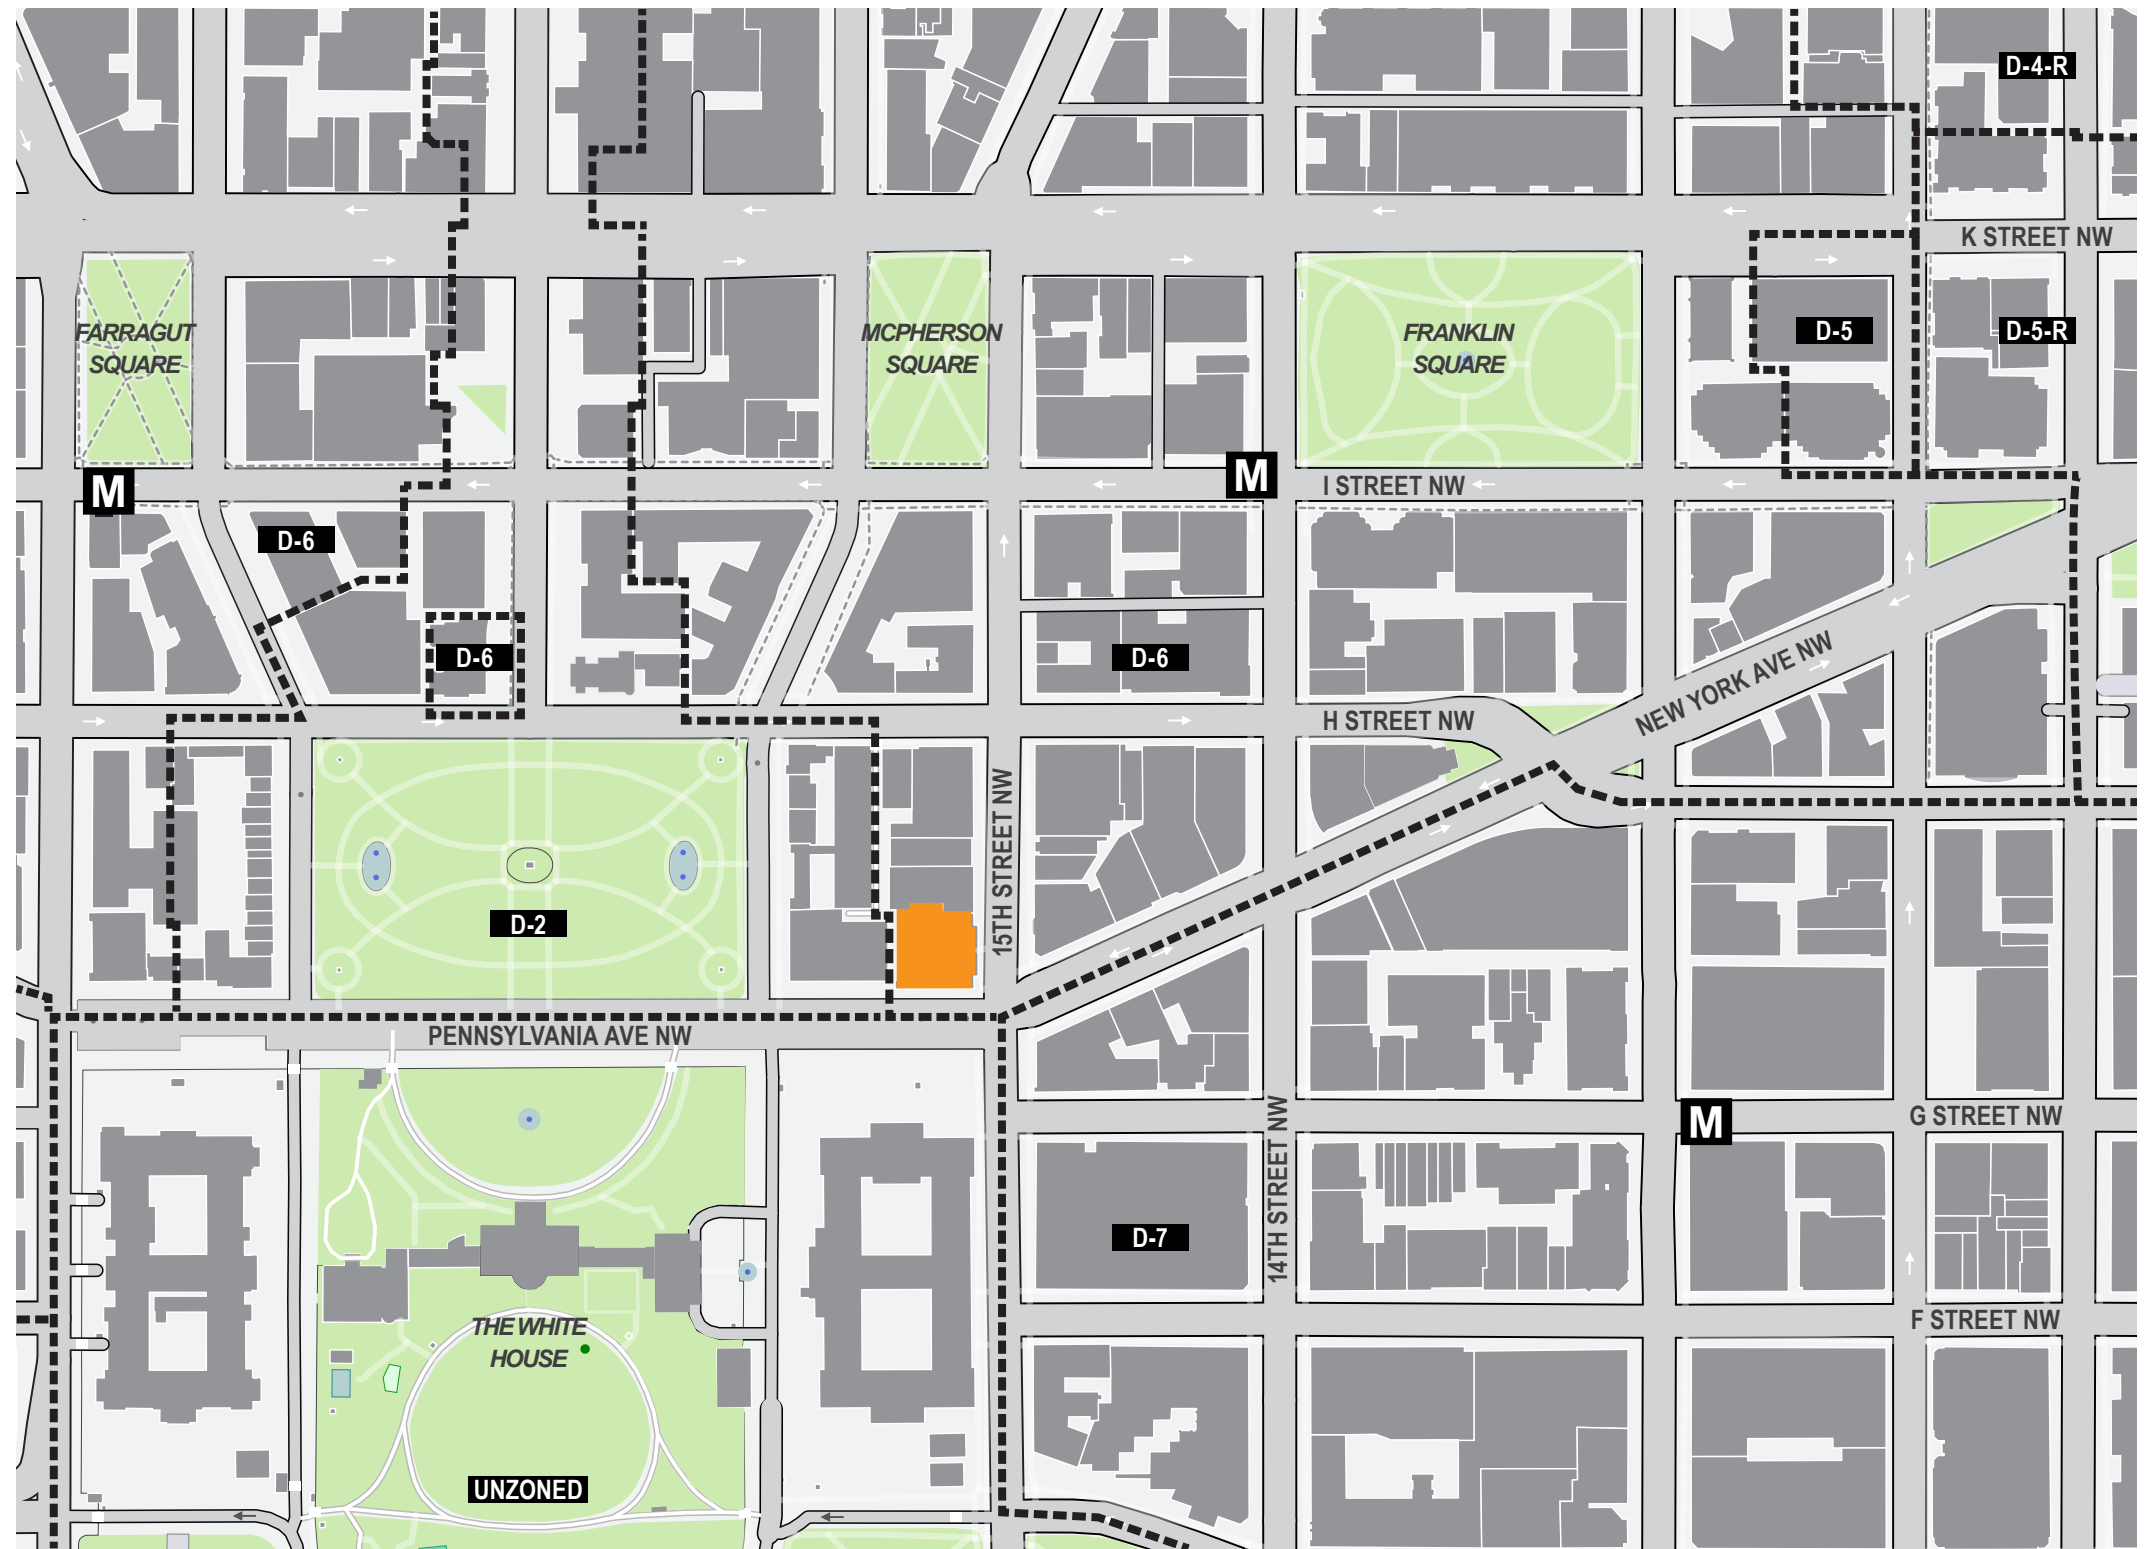 D-4-R
K STREET NW
FARRAGUT
SQUARE
MCPHERSON
SQUARE
FRANKLIN
SQUARE
D-5
D-5-R
M
M
I STREET NW
D-6
D-6
D-6
H STREET NW
NEW YORK AVE NW
15TH STREET NW
D-2
PENNSYLVANIA AVE NW
M
G STREET NW
14TH STREET NW
D-7
F STREET NW
THE WHITE
HOUSE
UNZONED